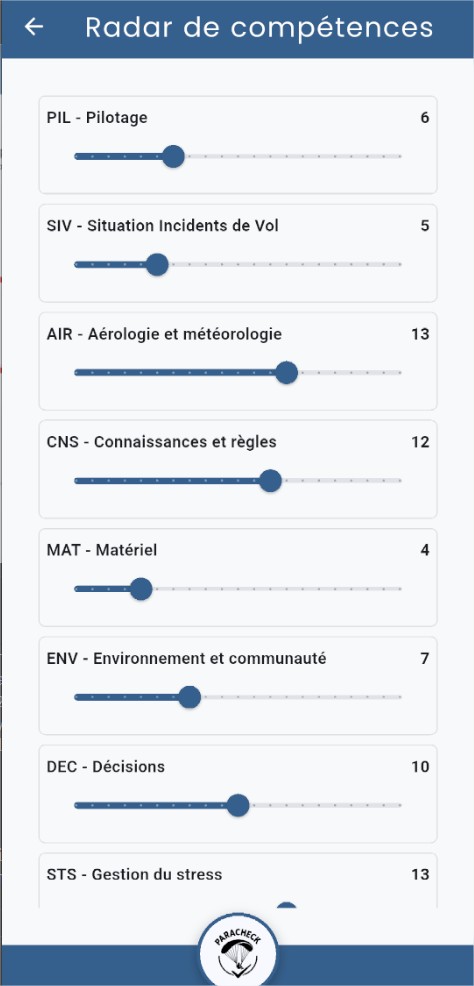 Radar de compétences
PIL - Pilotage 6
SIV - Situation Incidents de Vol 5
AIR - Aérologie et météorologie 13
CNS - Connaissances et règles 12
MAT - Matériel 4
ENV - Environnement et communauté 7
DEC - Décisions 10
STS - Gestion du stress 13
PARACHECK